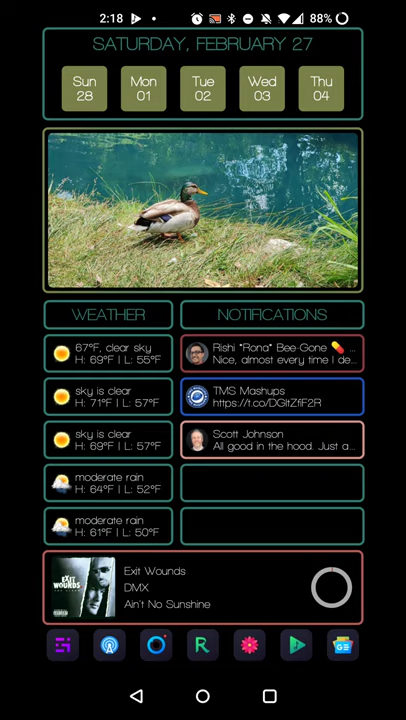 2:18
88%
SATURDAY, FEBRUARY 27
Sun
28
Mon
01
Tue
02
Wed
03
Thu
04
WEATHER
67°F, clear sky
H: 69°F | L: 55°F
sky is clear
H: 71°F | L: 57°F
sky is clear
H: 69°F | L: 57°F
moderate rain
H: 64°F | L: 52°F
moderate rain
H: 61°F | L: 50°F
NOTIFICATIONS
Rishi "Rona" Bee-Gone 💊 ...
Nice, almost every time I de...
TMS Mashups
https://t.co/DGltZfiF2R
Scott Johnson
All good in the hood. Just a...
EXIT
WOUNDS
Exit Wounds
DMX
Ain't No Sunshine
R
GE